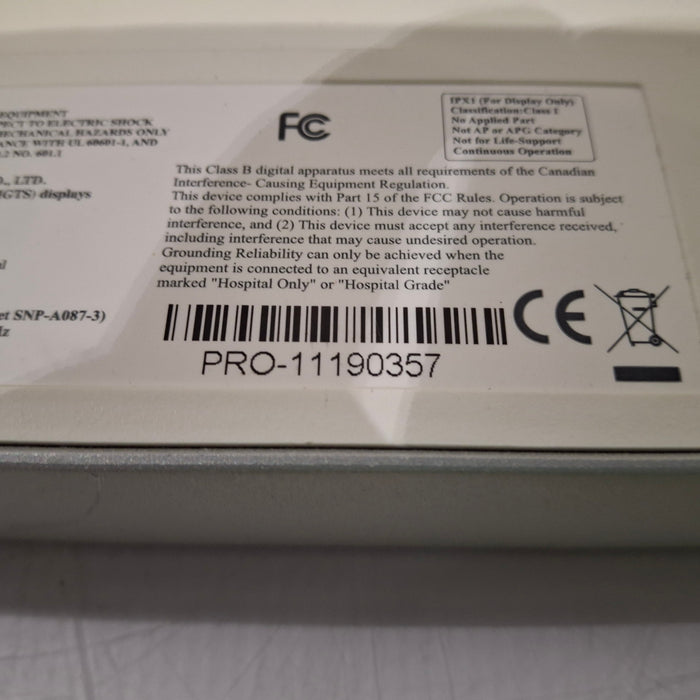 EQUIPMENT
PECT TO ELECTRIC SHOCK
MECHANICAL HAZARDS ONLY
ANCE WITH UL 60601-1, AND
.2 NO. 601.1
O., LTD.
(GTS) displays
et SNP-A087-3)
Hz
FC
IPX1 (For Display Only)
Classification: Class I
No Applied Part
Not AP or APG Category
Not for Life-Support
Continuous Operation
This Class B digital apparatus meets all requirements of the Canadian
Interference- Causing Equipment Regulation.
This device complies with Part 15 of the FCC Rules. Operation is subject
to the following conditions: (1) This device may not cause harmful
interference, and (2) This device must accept any interference received,
including interference that may cause undesired operation.
Grounding Reliability can only be achieved when the
equipment is connected to an equivalent receptacle
marked "Hospital Only" or "Hospital Grade"
PRO-11190357
CE